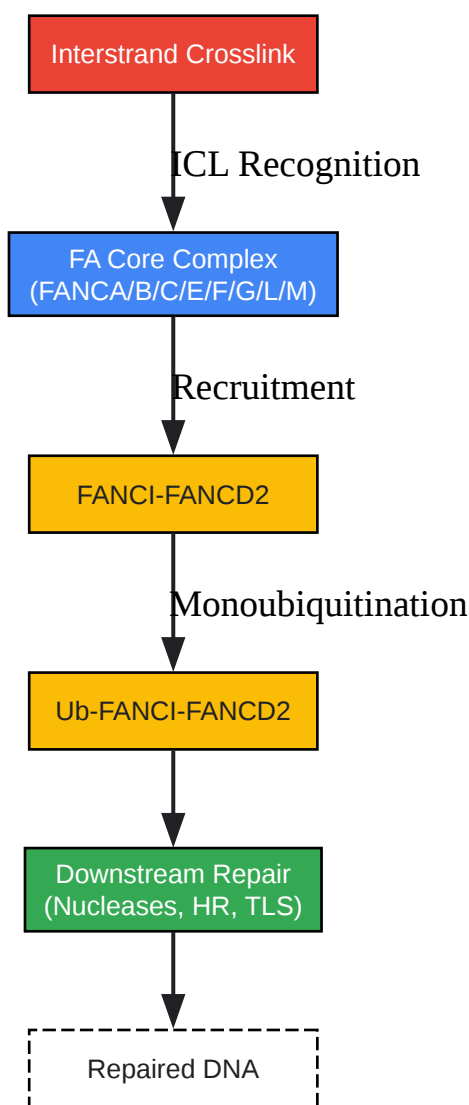 Interstrand Crosslink
ICL Recognition
FA Core Complex
(FANCA/B/C/E/F/G/L/M)
Recruitment
FANCI-FANCD2
Monoubiquitination
Ub-FANCI-FANCD2
Downstream Repair
(Nucleases, HR, TLS)
Repaired DNA